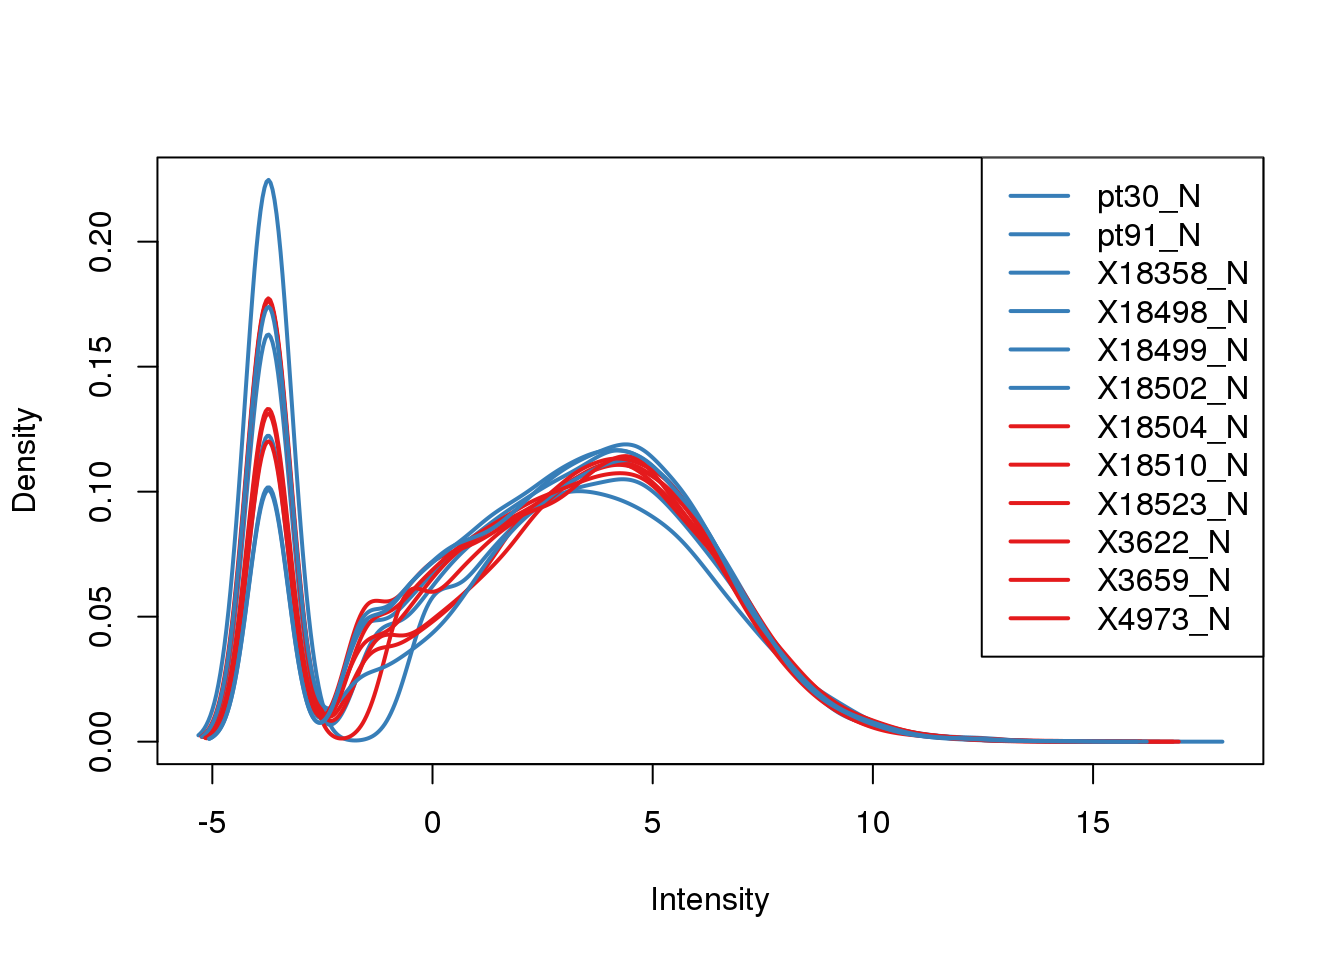 pt30_N
pt91_N
X18358_N
X18498_N
X18499_N
X18502_N
X18504_N
X18510_N
X18523_N
X3622_N
X3659_N
X4973_N
Density
0.20
0.15
0.10
0.05
0.00
-5 0 5 10 15
Intensity